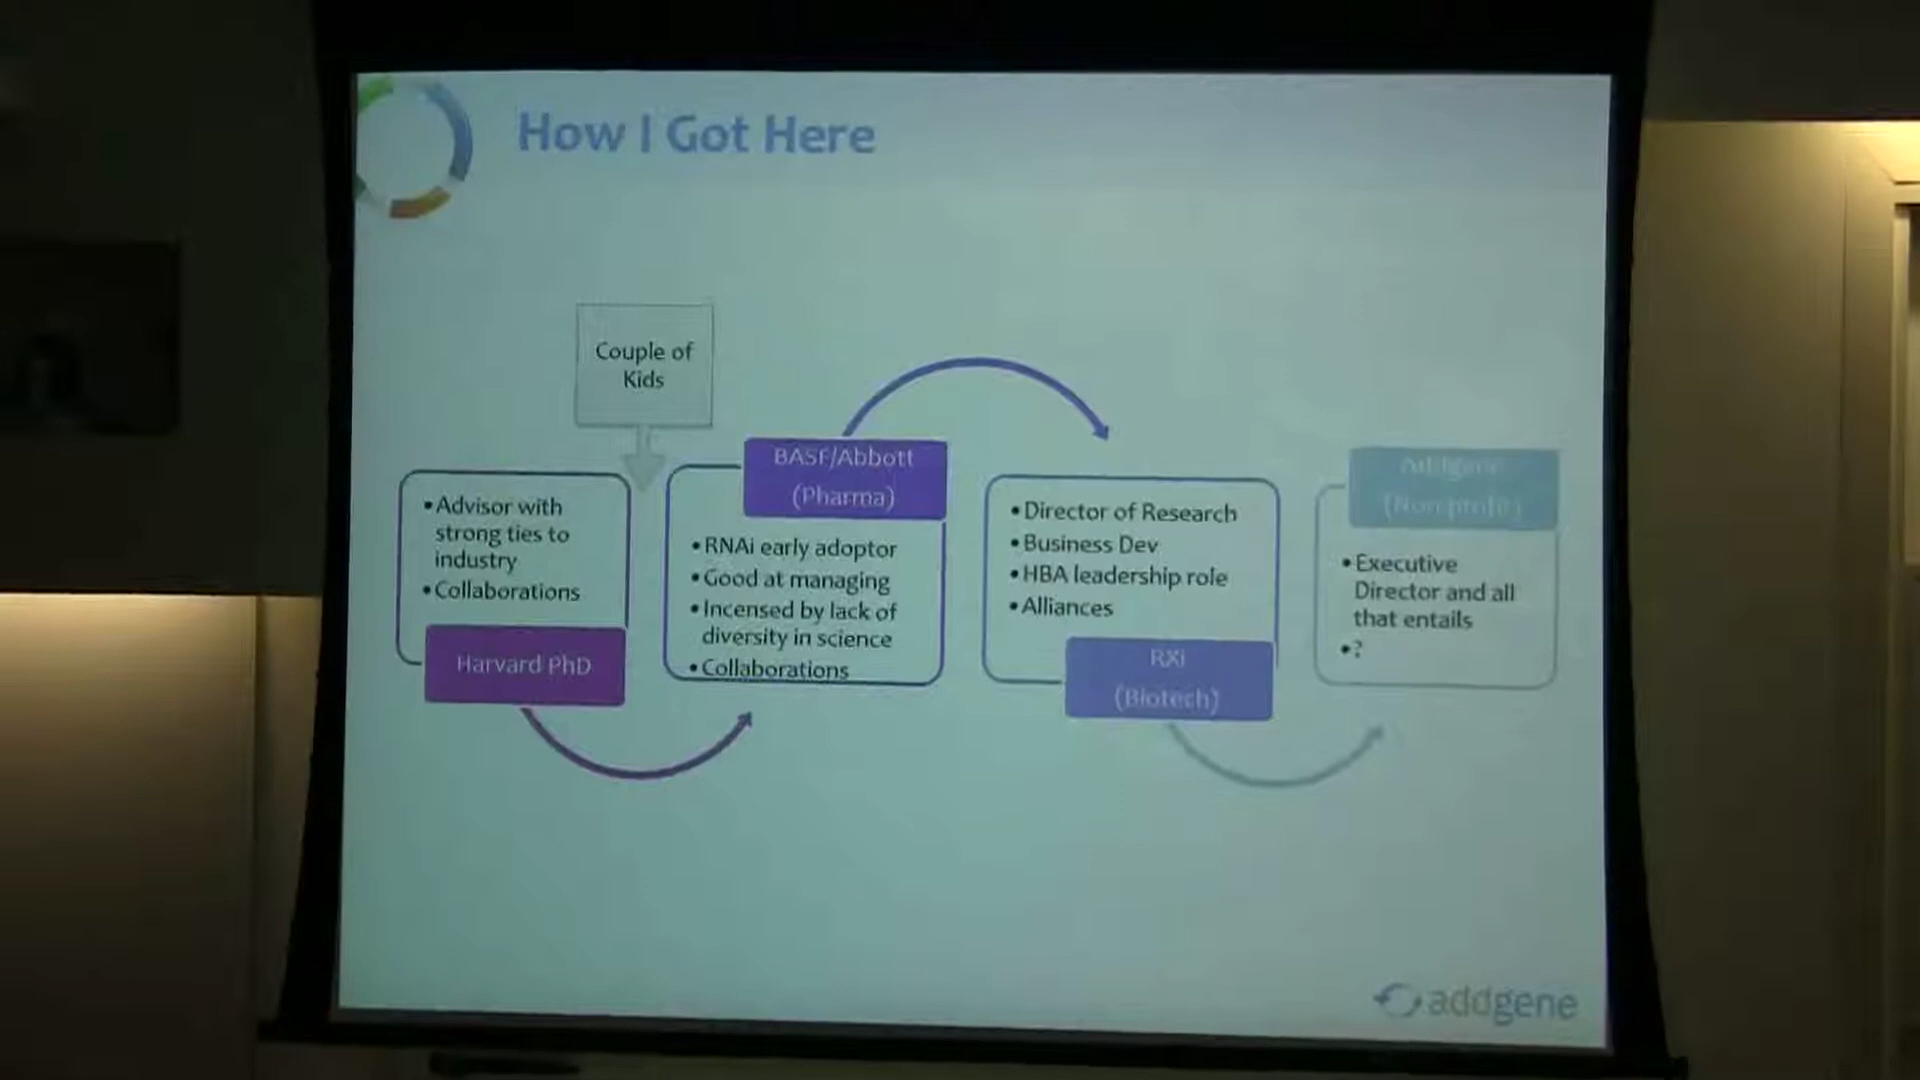 How I Got Here
Couple of
Kids
•Advisor with
strong ties to
industry
•Collaborations
Harvard PhD
BASF/Abbott
(Pharma)
•RNAi early adoptor
•Good at managing
•Incensed by lack of
diversity in science
•Collaborations
•Director of Research
•Business Dev
•HBA leadership role
•Alliances
RXi
(Biotech)
Addgene
(Nonprofit)
•Executive
Director and all
that entails
•?
addgene